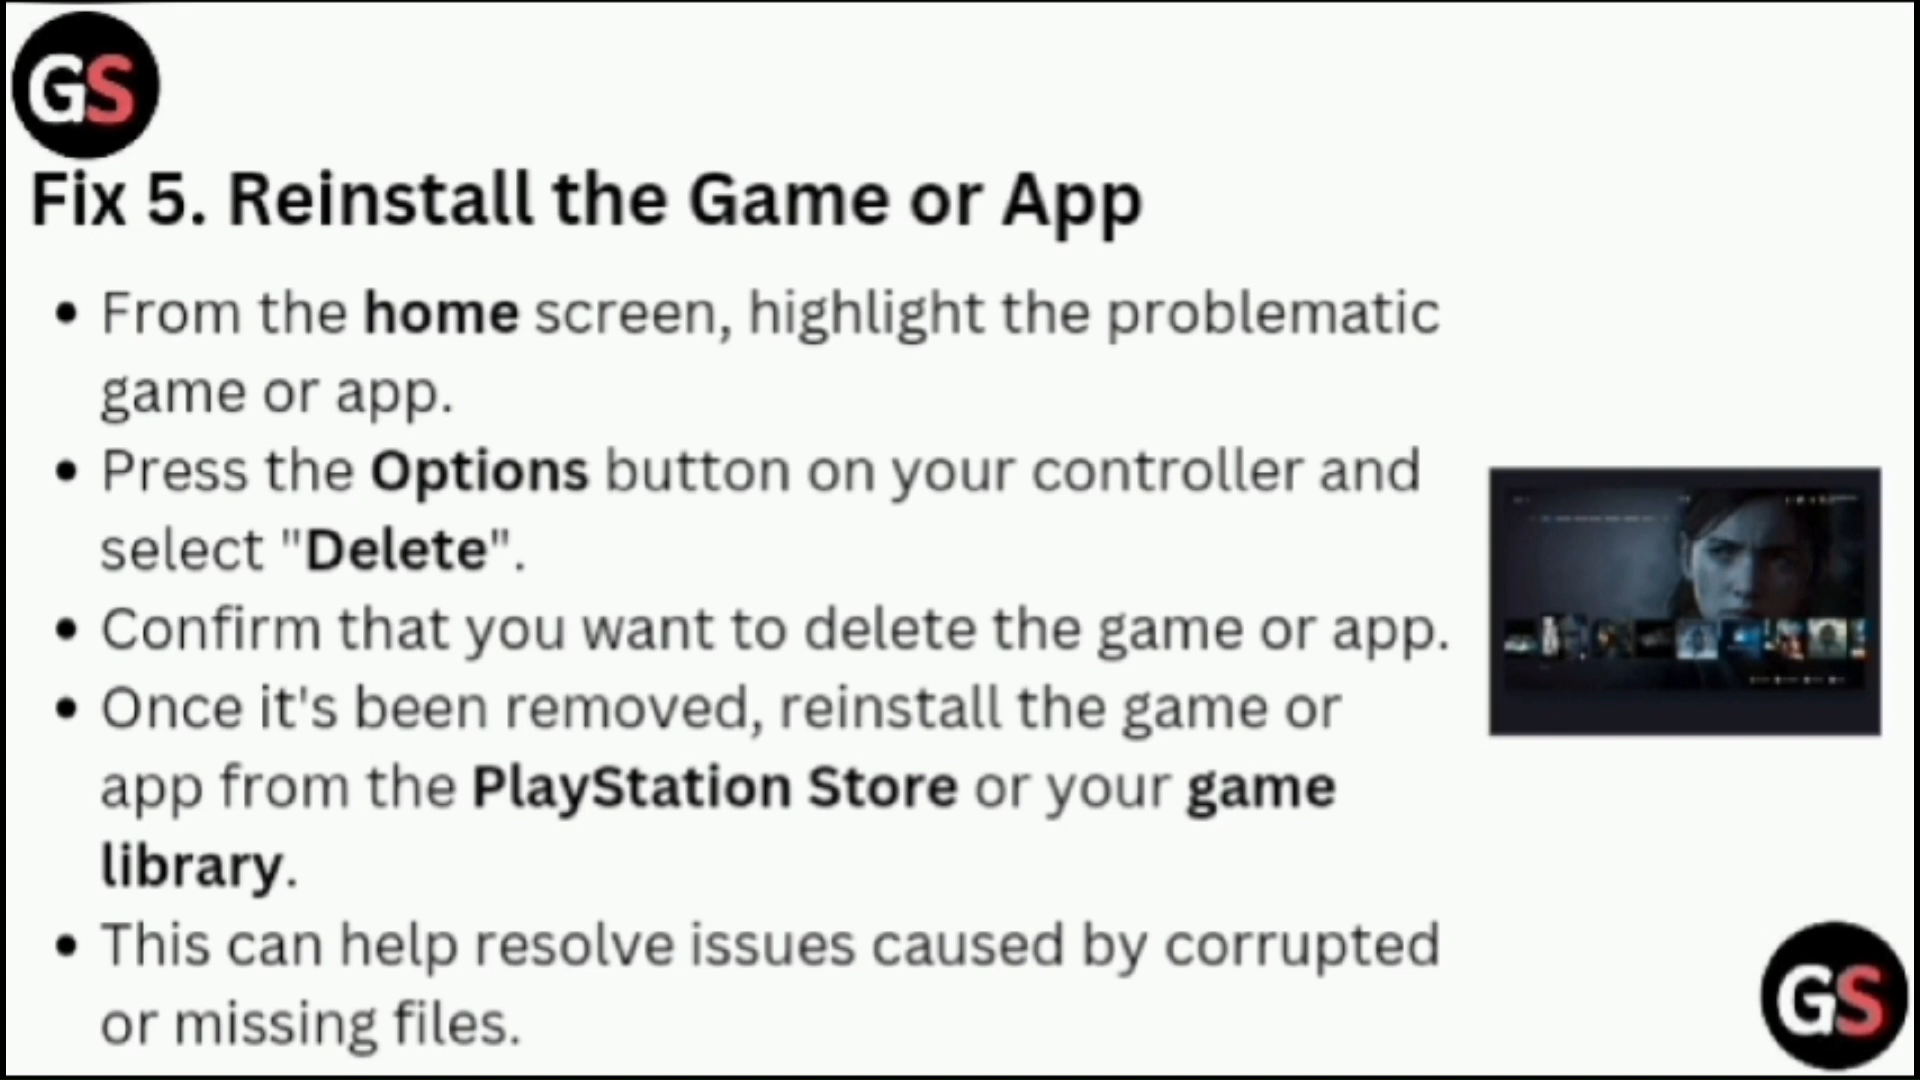 GS
Fix 5. Reinstall the Game or App
• From the home screen, highlight the problematic
game or app.
• Press the Options button on your controller and
select "Delete".
• Confirm that you want to delete the game or app.
• Once it's been removed, reinstall the game or
app from the PlayStation Store or your game
library.
• This can help resolve issues caused by corrupted
or missing files.
GS